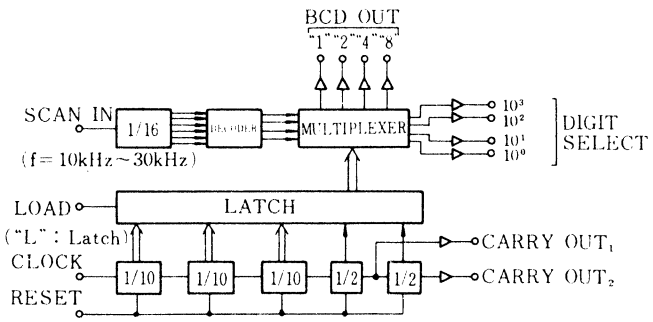 BCD OUT
"1" "2" "4" "8"
SCAN IN
1/16
DECODER
MULTIPLEXER
10³
10²
10¹
10⁰
DIGIT
SELECT
(f=10kHz~30kHz)
LOAD
LATCH
("L": Latch)
CARRY OUT₁
CLOCK
1/10
1/10
1/10
1/2
1/2
CARRY OUT₂
RESET